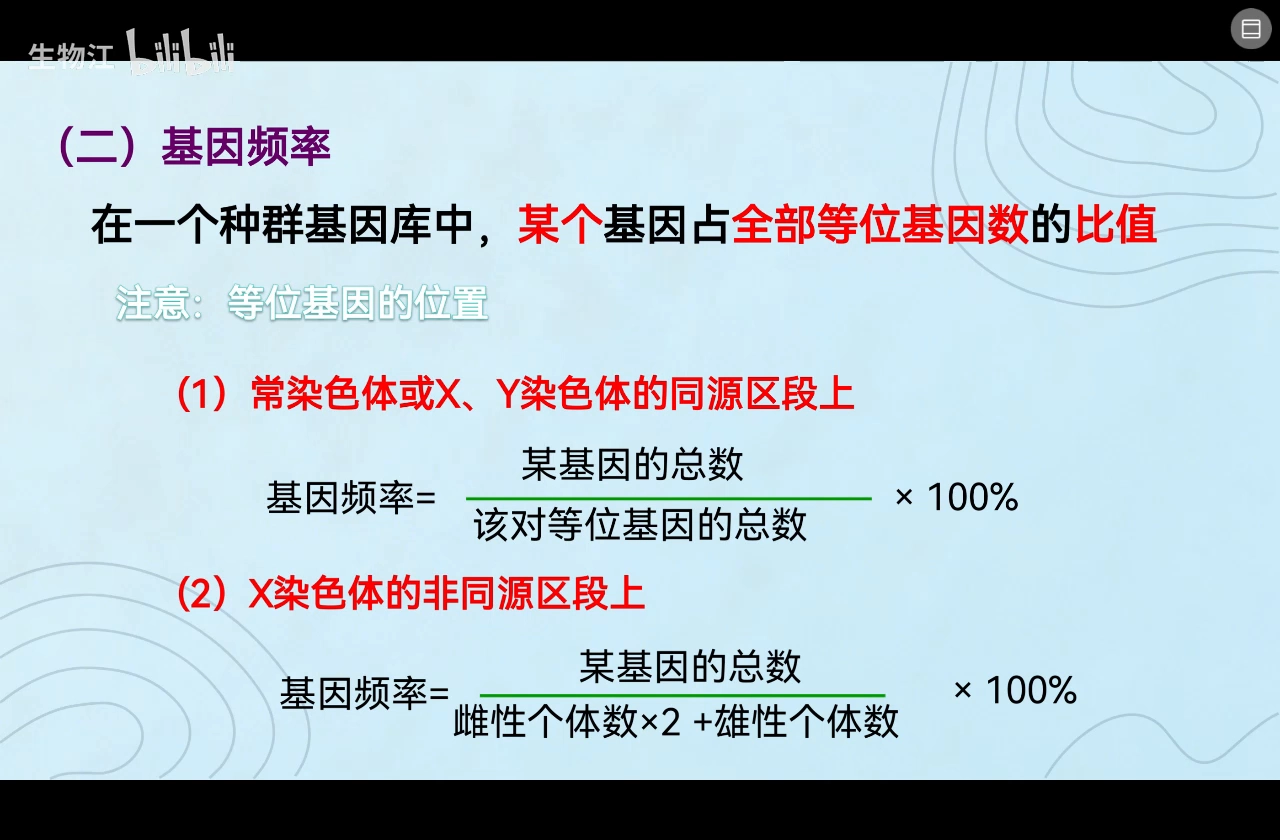 生物江 bilibili
（二）基因频率
在一个种群基因库中，某个基因占全部等位基因数的比值
注意：等位基因的位置
（1）常染色体或X、Y染色体的同源区段上
某基因的总数
基因频率= × 100%
该对等位基因的总数
（2）X染色体的非同源区段上
某基因的总数
基因频率= × 100%
雌性个体数×2 +雄性个体数